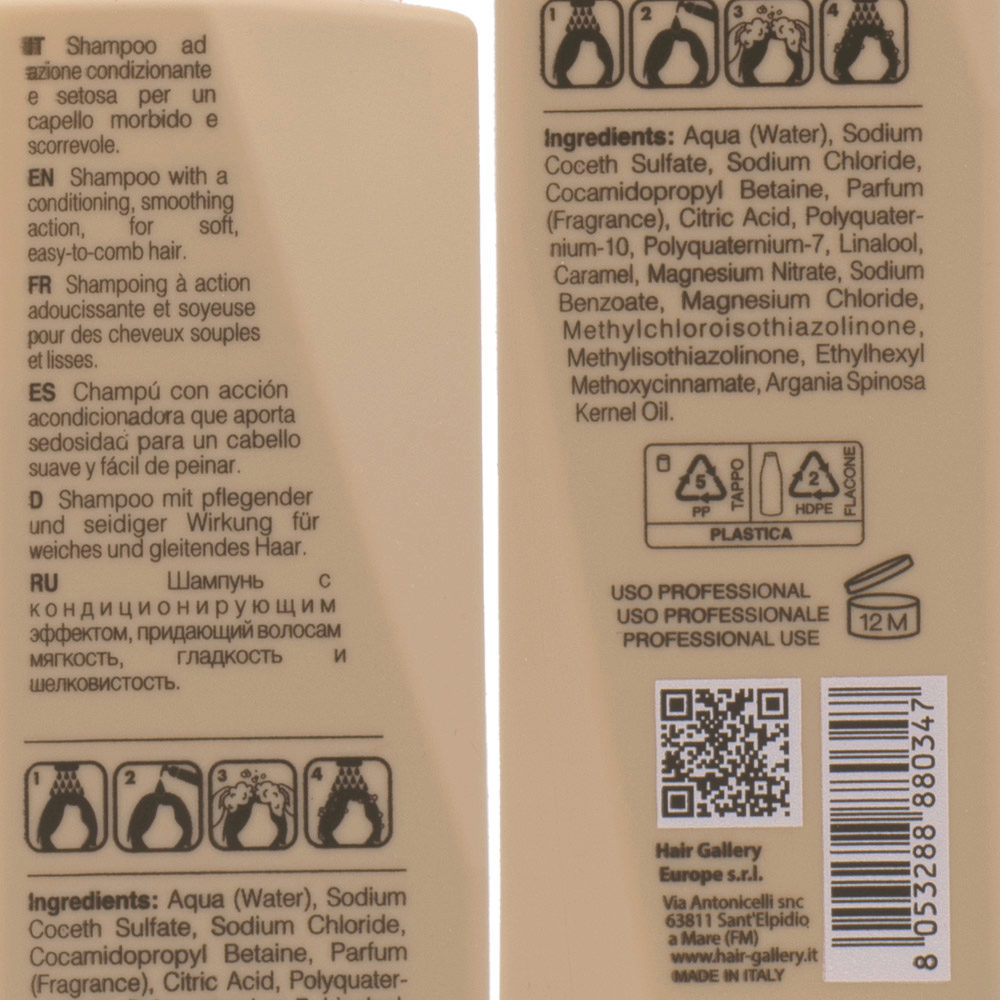 IT Shampoo ad
azione condizionante
e setosa per un
capello morbido e
scorrevole.
EN Shampoo with a
conditioning, smoothing
action, for soft,
easy-to-comb hair.
FR Shampoing à action
adoucissante et soyeuse
pour des cheveux souples
et lisses.
ES Champú con acción
acondicionadora que aporta
sedosidad para un cabello
suave y fácil de peinar.
D Shampoo mit pflegender
und seidiger Wirkung für
weiches und gleitendes Haar.
RU Шампунь с
кондиционирующим
эффектом, придающий волосам
мягкость, гладкость и
шелковистость.
1 2 3 4
Ingredients: Aqua (Water), Sodium
Coceth Sulfate, Sodium Chloride,
Cocamidopropyl Betaine, Parfum
(Fragrance), Citric Acid, Polyquater-
1 2 3 4
Ingredients: Aqua (Water), Sodium
Coceth Sulfate, Sodium Chloride,
Cocamidopropyl Betaine, Parfum
(Fragrance), Citric Acid, Polyquater-
nium-10, Polyquaternium-7, Linalool,
Caramel, Magnesium Nitrate, Sodium
Benzoate, Magnesium Chloride,
Methylchloroisothiazolinone,
Methylisothiazolinone, Ethylhexyl
Methoxycinnamate, Argania Spinosa
Kernel Oil.
5 PP TAPPO
2 HDPE FLACONE
PLASTICA
USO PROFESSIONAL
USO PROFESSIONALE
PROFESSIONAL USE
12 M
Hair Gallery
Europe s.r.l.
Via Antonicelli snc
63811 Sant'Elpidio
a Mare (FM)
www.hair-gallery.it
MADE IN ITALY
8 053288 880347